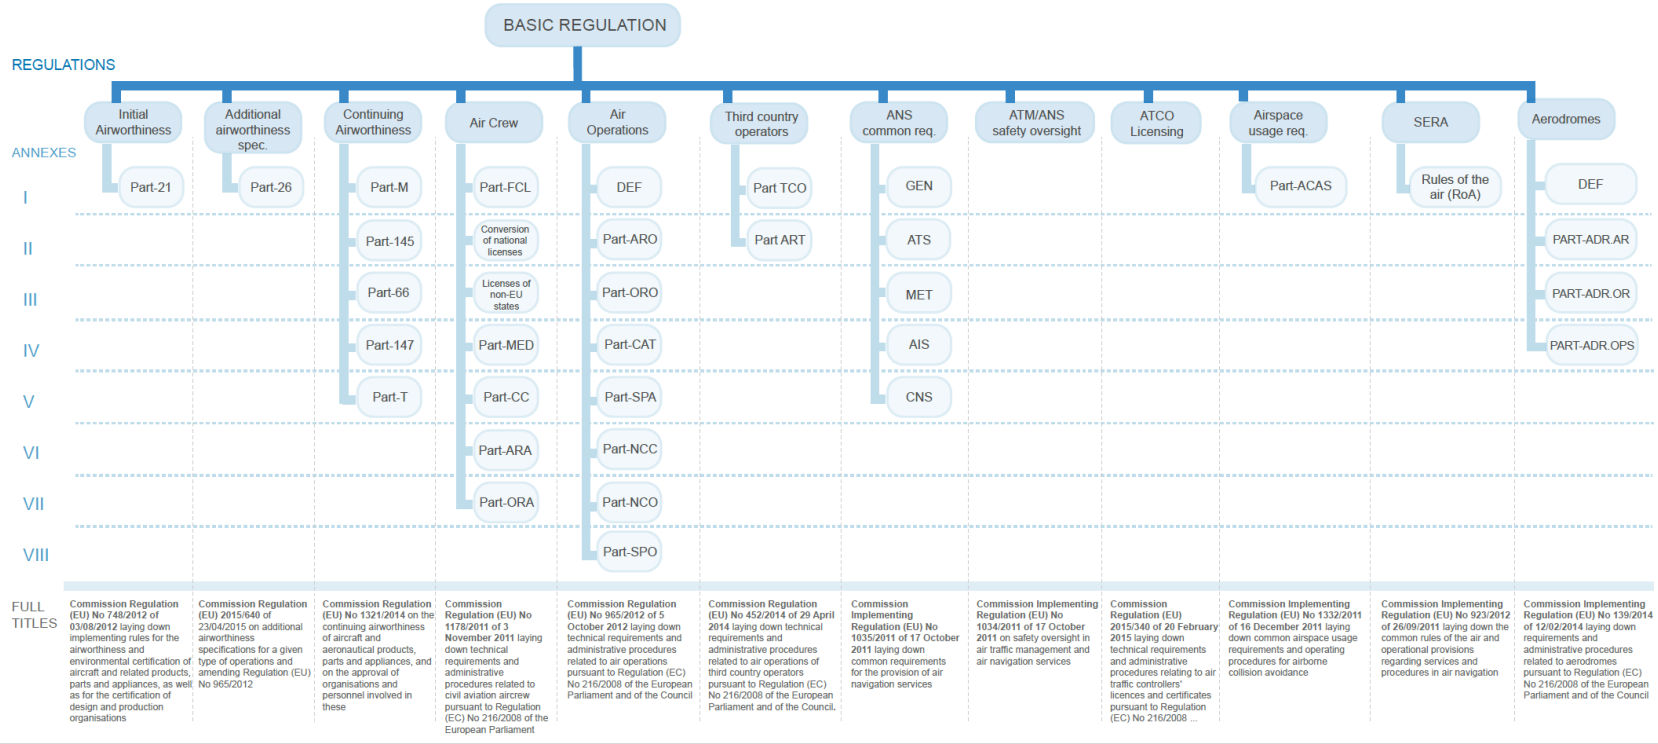 BASIC REGULATION
REGULATIONS
Initial
Airworthiness
Additional
airworthiness
spec.
Continuing
Airworthiness
Air Crew
Air
Operations
Third country
operators
ANS
common req.
ATM/ANS
safety oversight
ATCO
Licensing
Airspace
usage req.
SERA
Aerodromes
ANNEXES
I
Part-21
Part-26
Part-M
Part-FCL
DEF
Part TCO
GEN
Part-ACAS
Rules of the
air (RoA)
DEF
II
Part-145
Conversion
of national
licenses
Part-ARO
Part ART
ATS
PART-ADR.AR
III
Part-66
Licenses of
non-EU
states
Part-ORO
MET
PART-ADR.OR
IV
Part-147
Part-MED
Part-CAT
AIS
PART-ADR.OPS
V
Part-T
Part-CC
Part-SPA
CNS
VI
Part-ARA
Part-NCC
VII
Part-ORA
Part-NCO
VIII
Part-SPO
FULL
TITLES
Commission Regulation
(EU) No 748/2012 of
03/08/2012 laying down
implementing rules for the
airworthiness and
environmental certification of
aircraft and related products,
parts and appliances, as well
as for the certification of
design and production
organisations
Commission Regulation
(EU) 2015/640 of
23/04/2015 on additional
airworthiness
specifications for a given
type of operations and
amending Regulation (EU)
No 965/2012
Commission Regulation
(EU) No 1321/2014 on the
continuing airworthiness
of aircraft and
aeronautical products,
parts and appliances, and
on the approval of
organisations and
personnel involved in
these
Commission
Regulation (EU) No
1178/2011 of 3
November 2011 laying
down technical
requirements and
administrative
procedures related to
civil aviation aircrew
pursuant to Regulation
(EC) No 216/2008 of the
European Parliament
Commission Regulation
(EU) No 965/2012 of 5
October 2012 laying down
technical requirements and
administrative procedures
related to air operations
pursuant to Regulation (EC)
No 216/2008 of the European
Parliament and of the Council
Commission Regulation
(EU) No 452/2014 of 29 April
2014 laying down technical
requirements and
administrative procedures
related to air operations of
third country operators
pursuant to Regulation (EC)
No 216/2008 of the European
Parliament and of the Council.
Commission
Implementing
Regulation (EU) No
1035/2011 of 17 October
2011 laying down
common requirements
for the provision of air
navigation services
Commission Implementing
Regulation (EU) No
1034/2011 of 17 October
2011 on safety oversight in
air traffic management and
air navigation services
Commission
Regulation (EU)
2015/340 of 20 February
2015 laying down
technical requirements
and administrative
procedures relating to air
traffic controllers'
licences and certificates
pursuant to Regulation
(EC) No 216/2008 ...
Commission Implementing
Regulation (EU) No 1332/2011
of 16 December 2011 laying
down common airspace usage
requirements and operating
procedures for airborne
collision avoidance
Commission Implementing
Regulation (EU) No 923/2012
of 26/09/2011 laying down the
common rules of the air and
operational provisions
regarding services and
procedures in air navigation
Commission Implementing
Regulation (EU) No 139/2014
of 12/02/2014 laying down
requirements and
administrative procedures
related to aerodromes
pursuant to Regulation (EC)
No 216/2008 of the European
Parliament and of the Council